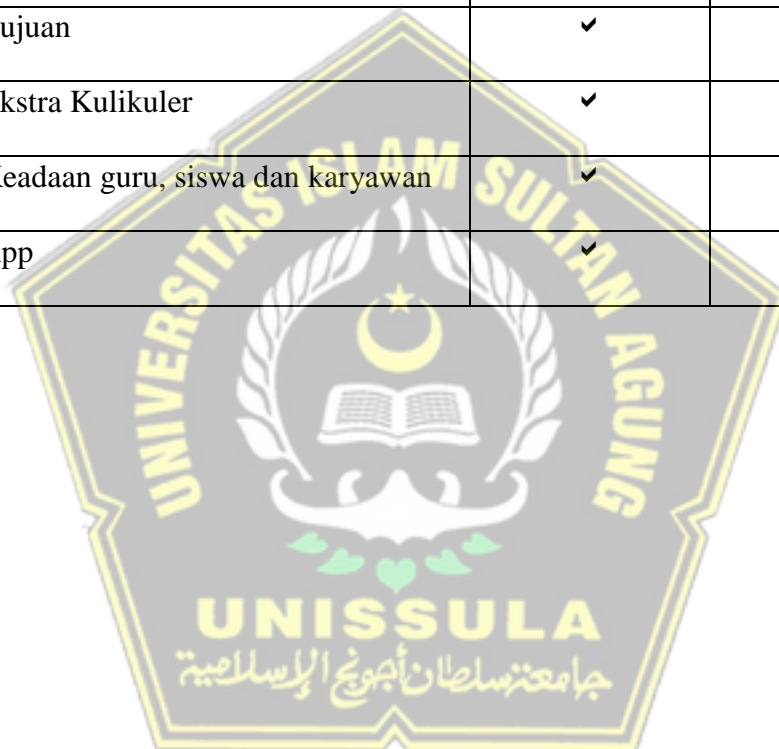 ujuan ✔
kstra Kulikuler ✔
eadaan guru, siswa dan karyawan ✔
pp ✔
UNIVERSITAS ISLAM SULTAN AGUNG
UNISSULA
جامعة سلطان أجونج الإسلامية